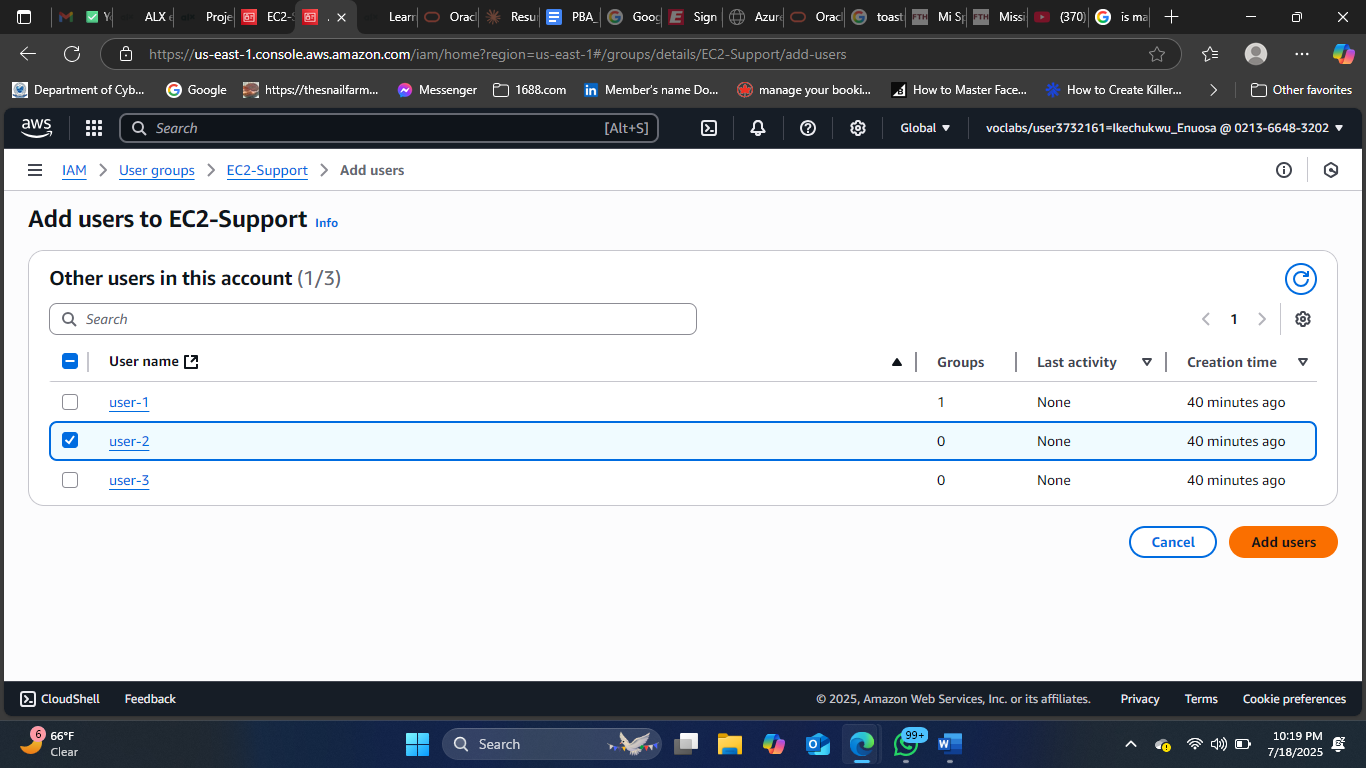 ALX e
Proje
EC2-S
Learn
Oracl
Resu
PBA_
Goog
Sign
Azure
Oracl
toast
Mi Sp
Missi
(370)
is ma
https://us-east-1.console.aws.amazon.com/iam/home?region=us-east-1#/groups/details/EC2-Support/add-users
Department of Cyb...
Google
https://thesnailfarm...
Messenger
1688.com
Member's name Do...
manage your booki...
How to Master Face...
How to Create Killer...
Other favorites
aws
Search
[Alt+S]
Global
voclabs/user3732161=Ikechukwu_Enuosa @ 0213-6648-3202
IAM
User groups
EC2-Support
Add users
Add users to EC2-Support Info
Other users in this account (1/3)
Search
1
User name
Groups
Last activity
Creation time
user-1 1 None 40 minutes ago
user-2 0 None 40 minutes ago
user-3 0 None 40 minutes ago
Cancel
Add users
CloudShell
Feedback
© 2025, Amazon Web Services, Inc. or its affiliates.
Privacy
Terms
Cookie preferences
6
66°F
Clear
Search
99+
10:19 PM
7/18/2025